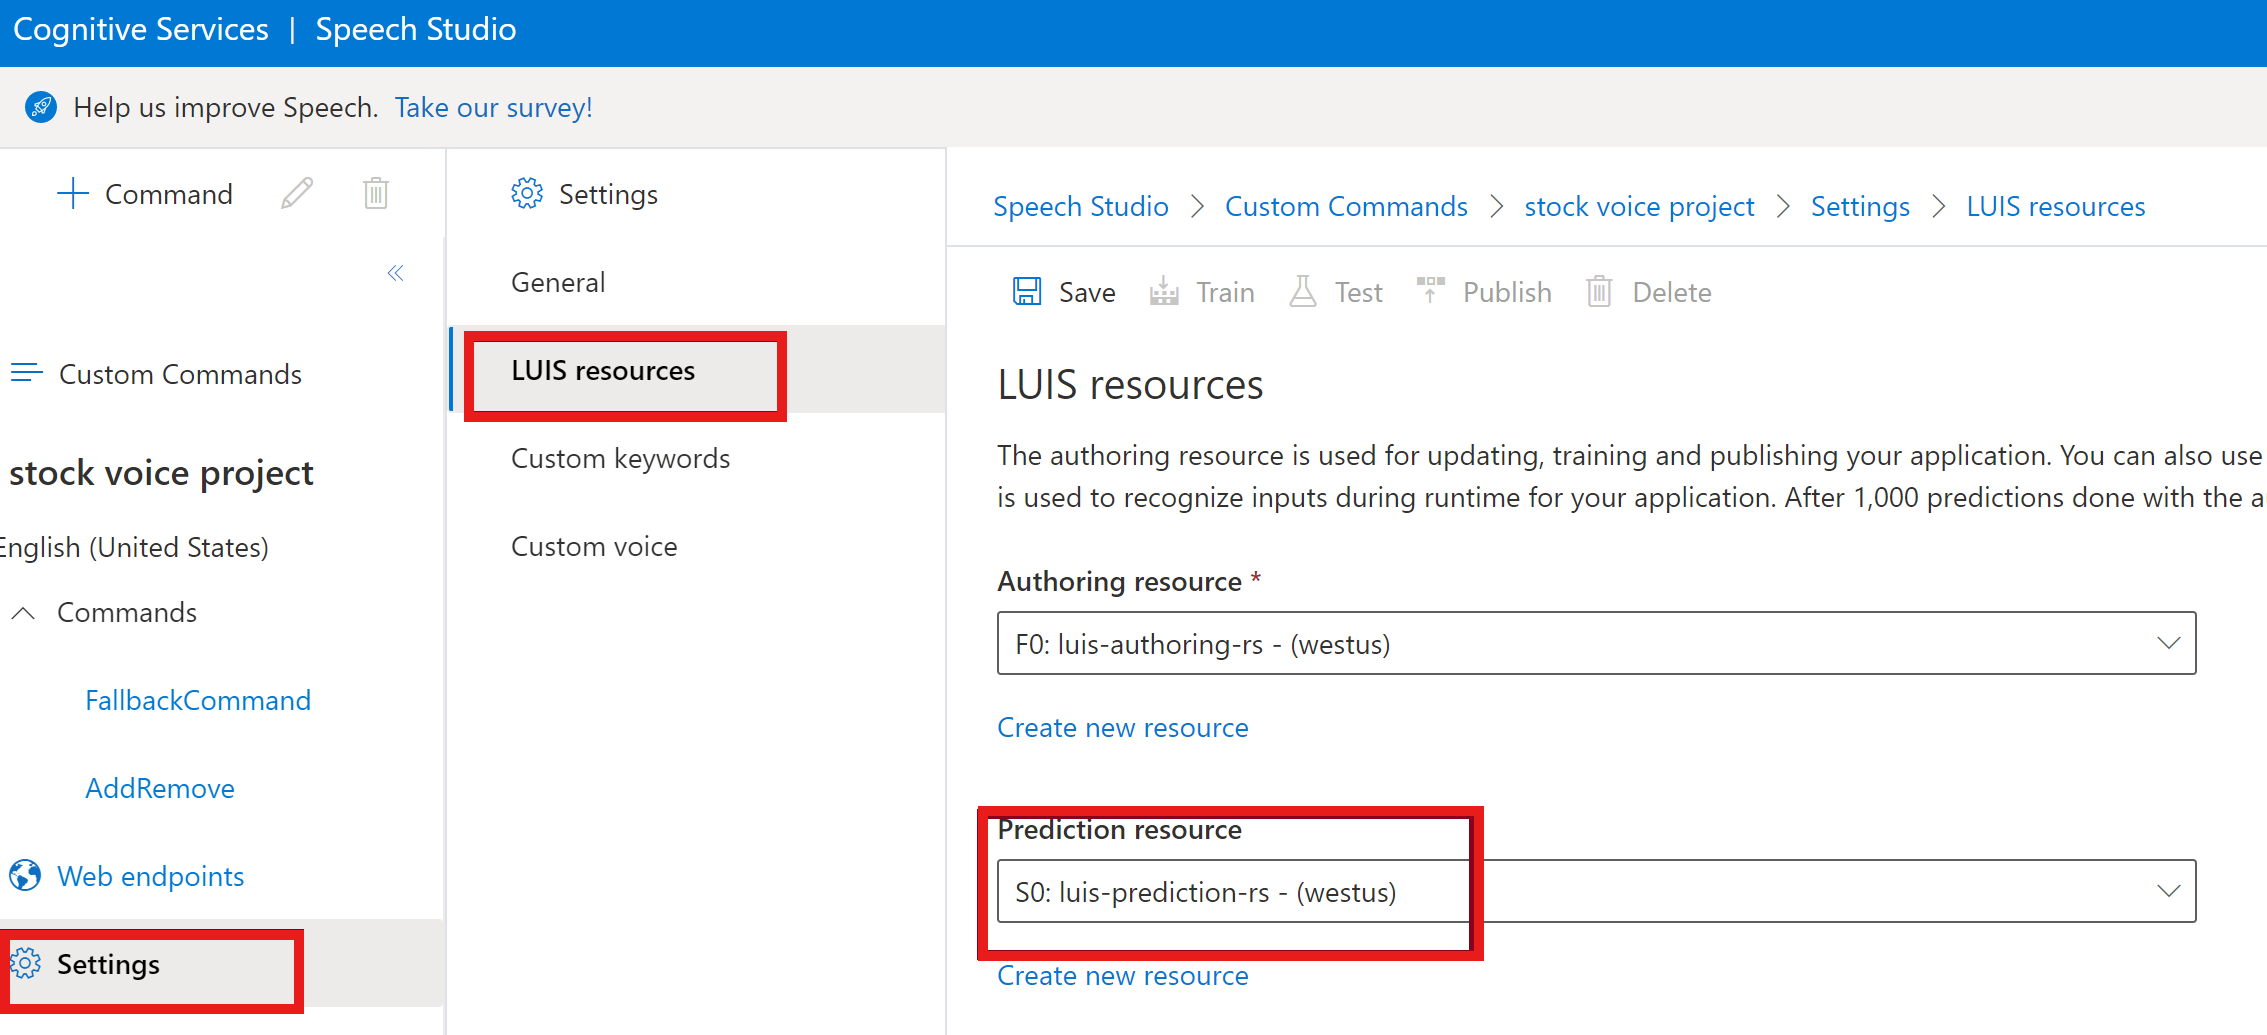 Cognitive Services | Speech Studio
Help us improve Speech. Take our survey!
Command
Custom Commands
stock voice project
English (United States)
Commands
FallbackCommand
AddRemove
Web endpoints
Settings
Settings
General
LUIS resources
Custom keywords
Custom voice
Speech Studio > Custom Commands > stock voice project > Settings > LUIS resources
Save Train Test Publish Delete
LUIS resources
The authoring resource is used for updating, training and publishing your application. You can also use
is used to recognize inputs during runtime for your application. After 1,000 predictions done with the a
Authoring resource *
F0: luis-authoring-rs - (westus)
Create new resource
Prediction resource
S0: luis-prediction-rs - (westus)
Create new resource